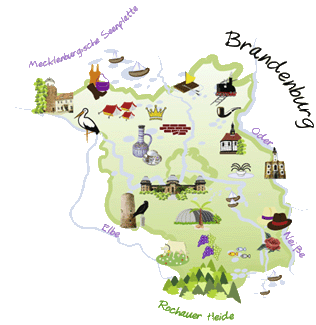 Mecklenburgische Seenplatte
Brandenburg
Oder
Elbe
Neiße
Rochauer Heide